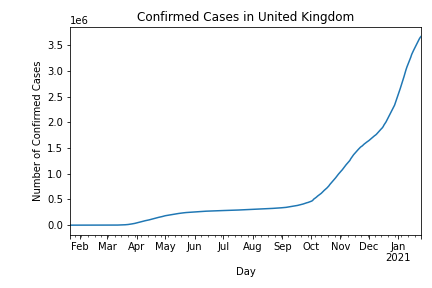 Confirmed Cases in United Kingdom
1e6
3.5
3.0
2.5
2.0
1.5
1.0
0.5
0.0
Number of Confirmed Cases
Feb Mar Apr May Jun Jul Aug Sep Oct Nov Dec Jan
2021
Day